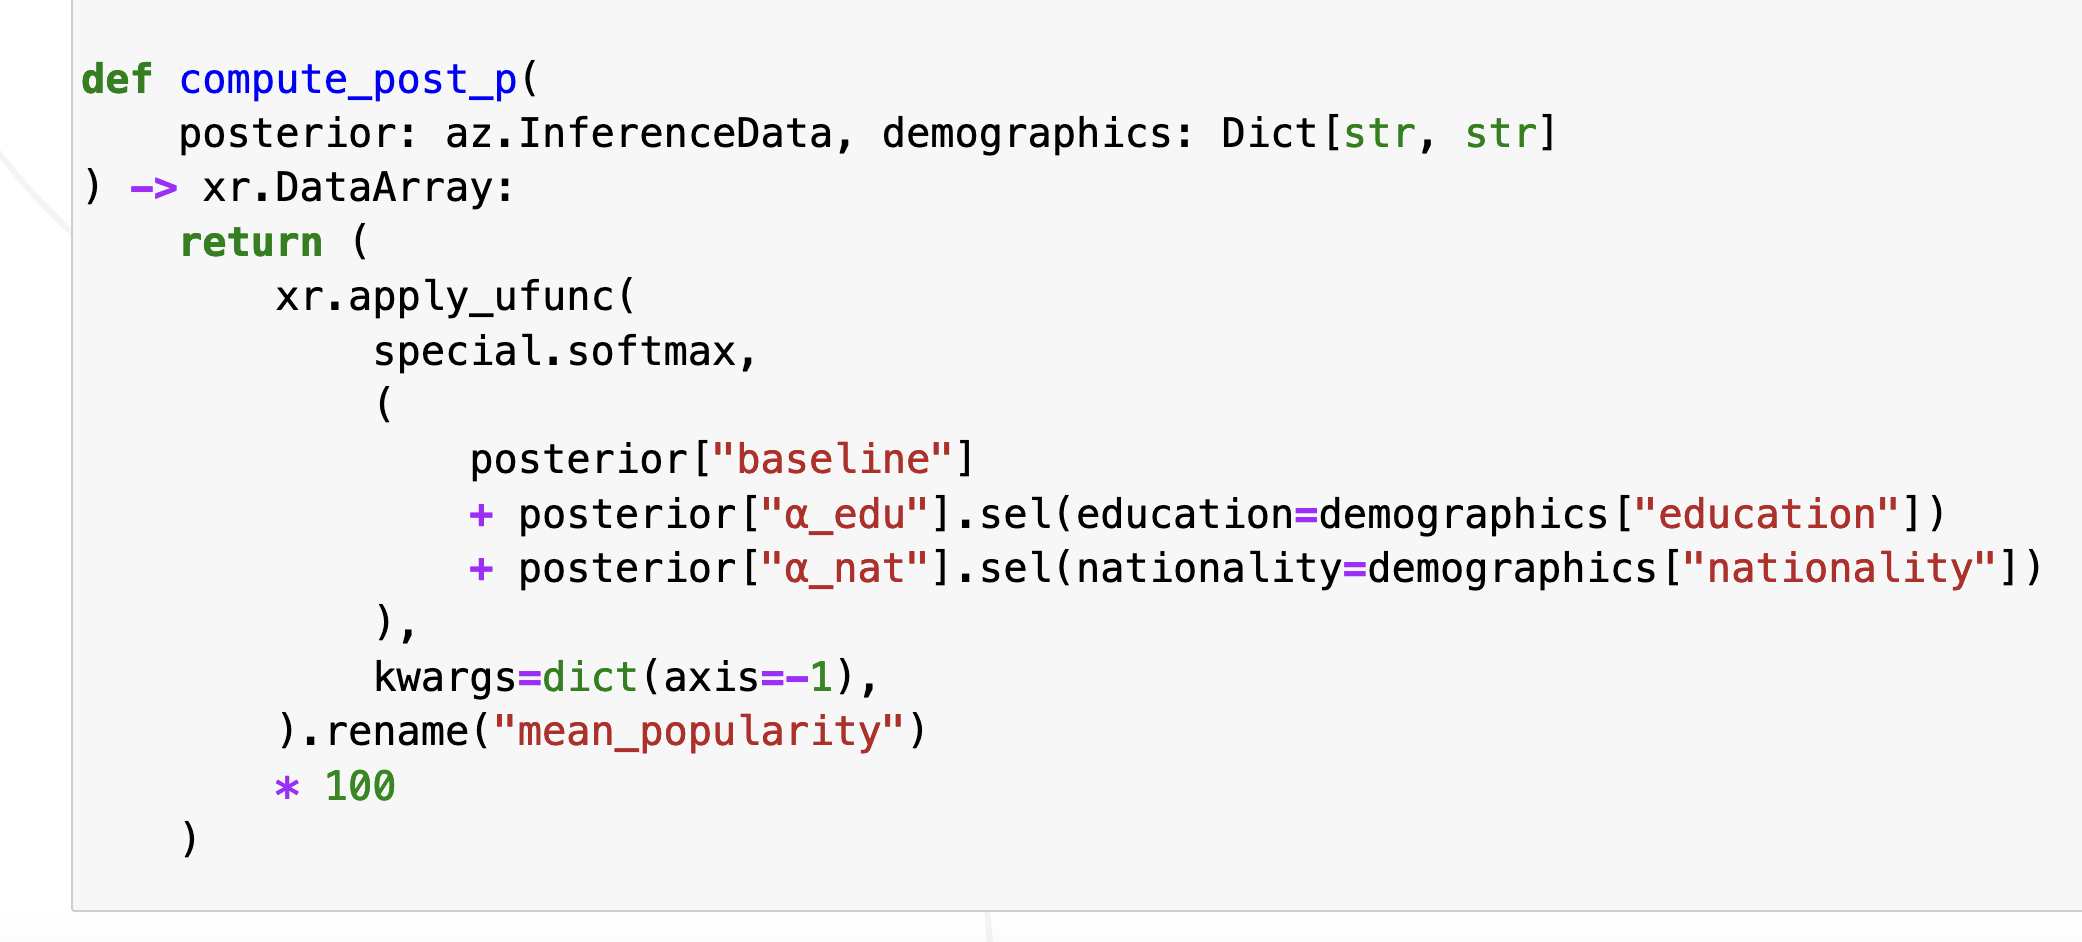 def compute_post_p(
    posterior: az.InferenceData, demographics: Dict[str, str]
) -> xr.DataArray:
    return (
        xr.apply_ufunc(
            special.softmax,
            (
                posterior["baseline"]
                + posterior["α_edu"].sel(education=demographics["education"])
                + posterior["α_nat"].sel(nationality=demographics["nationality"])
            ),
            kwargs=dict(axis=-1),
        ).rename("mean_popularity")
        * 100
    )